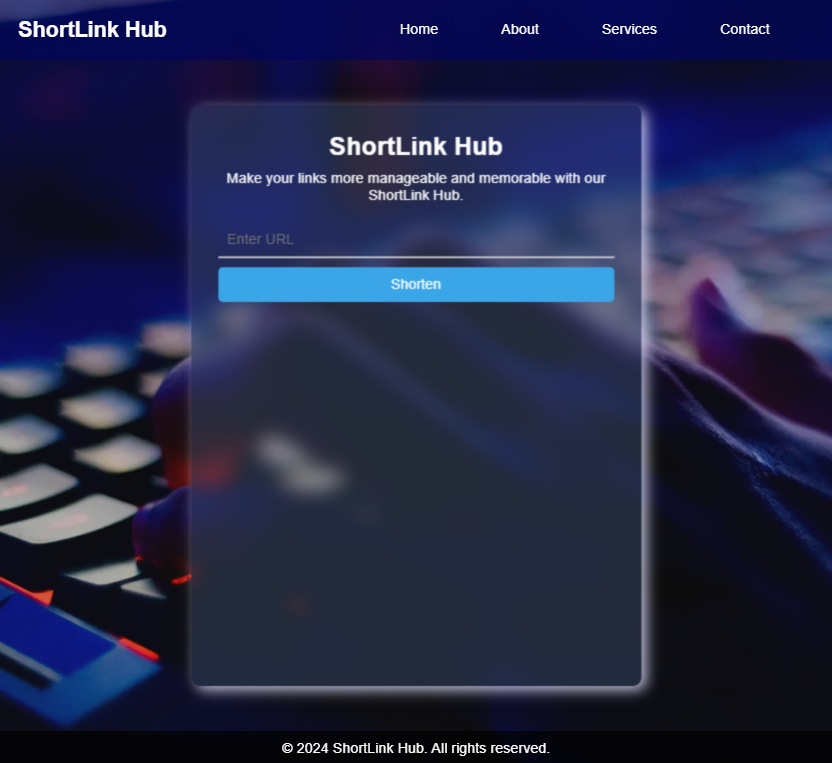 ShortLink Hub
Home
About
Services
Contact
ShortLink Hub
Make your links more manageable and memorable with our
ShortLink Hub.
Enter URL
Shorten
© 2024 ShortLink Hub. All rights reserved.